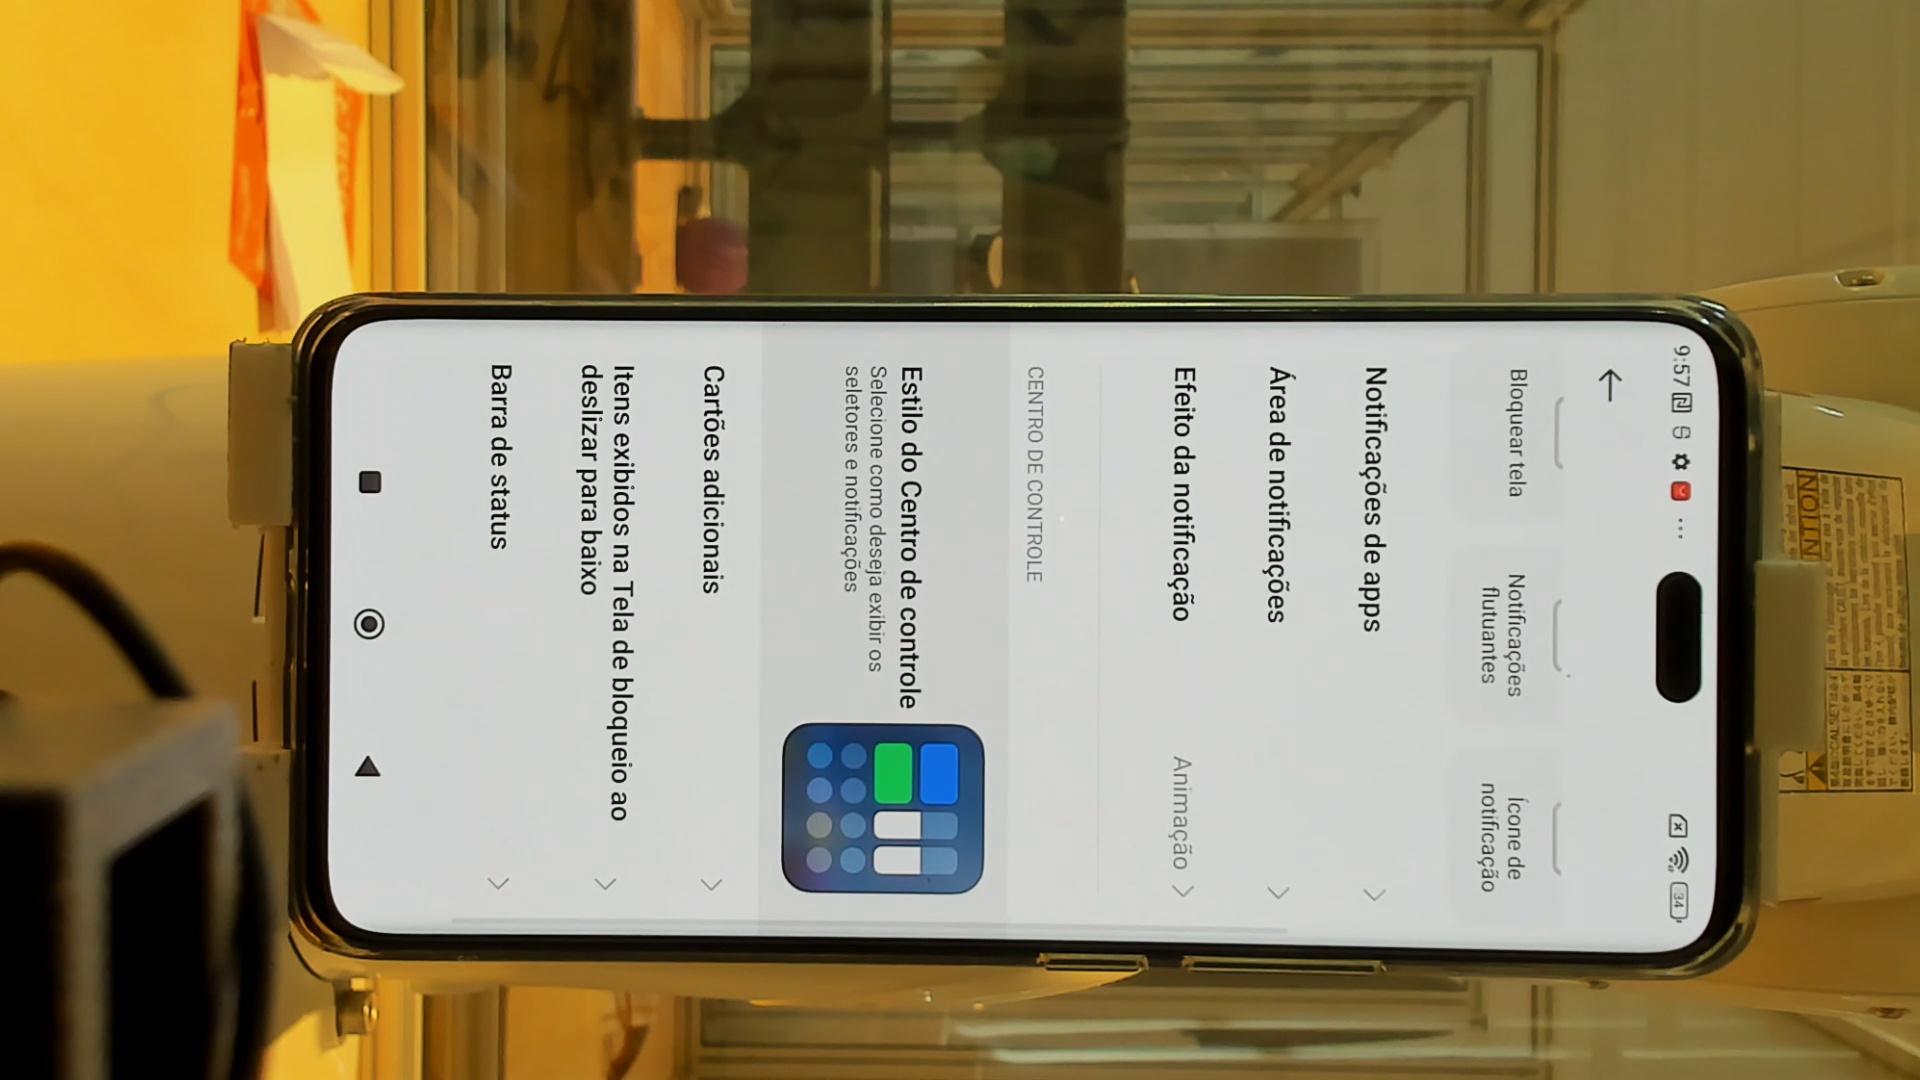 9:57
34
Bloquear tela
Notificações
flutuantes
Ícone de
notificação
Notificações de apps
Área de notificações
Efeito da notificação
Animação
CENTRO DE CONTROLE
Estilo do Centro de controle
Selecione como deseja exibir os
seletores e notificações
Cartões adicionais
Itens exibidos na Tela de bloqueio ao
deslizar para baixo
Barra de status